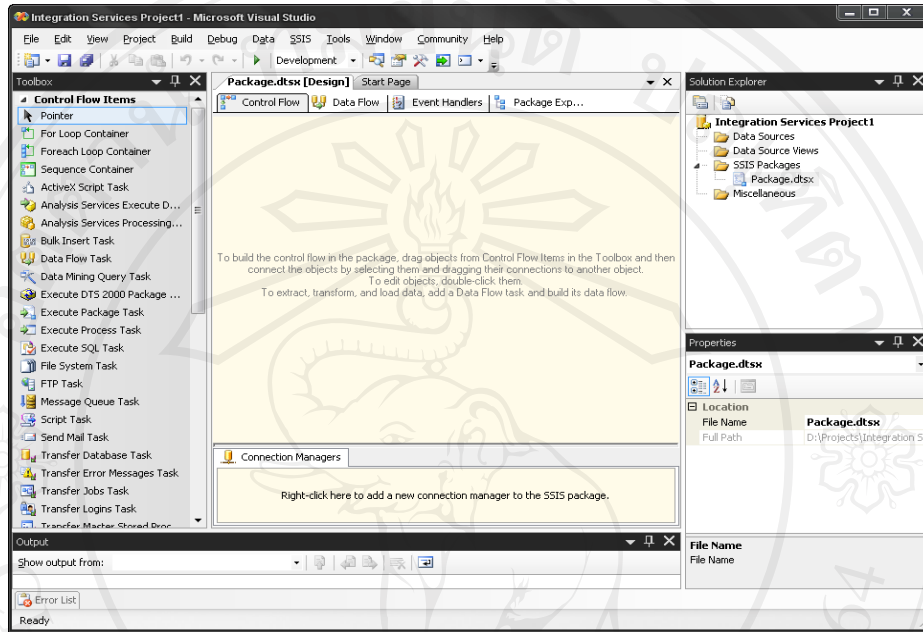 Integration Services Project1 - Microsoft Visual Studio
File Edit View Project Build Debug Data SSIS Tools Window Community Help
Development
Toolbox
Control Flow Items
Pointer
For Loop Container
Foreach Loop Container
Sequence Container
ActiveX Script Task
Analysis Services Execute D...
Analysis Services Processing...
Bulk Insert Task
Data Flow Task
Data Mining Query Task
Execute DTS 2000 Package ...
Execute Package Task
Execute Process Task
Execute SQL Task
File System Task
FTP Task
Message Queue Task
Script Task
Send Mail Task
Transfer Database Task
Transfer Error Messages Task
Transfer Jobs Task
Transfer Logins Task
Transfer Master Stored Proc
Package.dtsx [Design] Start Page
Control Flow Data Flow Event Handlers Package Exp...
To build the control flow in the package, drag objects from Control Flow Items in the Toolbox and then
connect the objects by selecting them and dragging their connections to another object.
To edit objects, double-click them.
To extract, transform, and load data, add a Data Flow task and build its data flow.
Connection Managers
Right-click here to add a new connection manager to the SSIS package.
Solution Explorer
Integration Services Project1
Data Sources
Data Source Views
SSIS Packages
Package.dtsx
Miscellaneous
Properties
Package.dtsx
Location
File Name Package.dtsx
Full Path D:\Projects\Integration S
File Name
File Name
Output
Show output from:
Error List
Ready